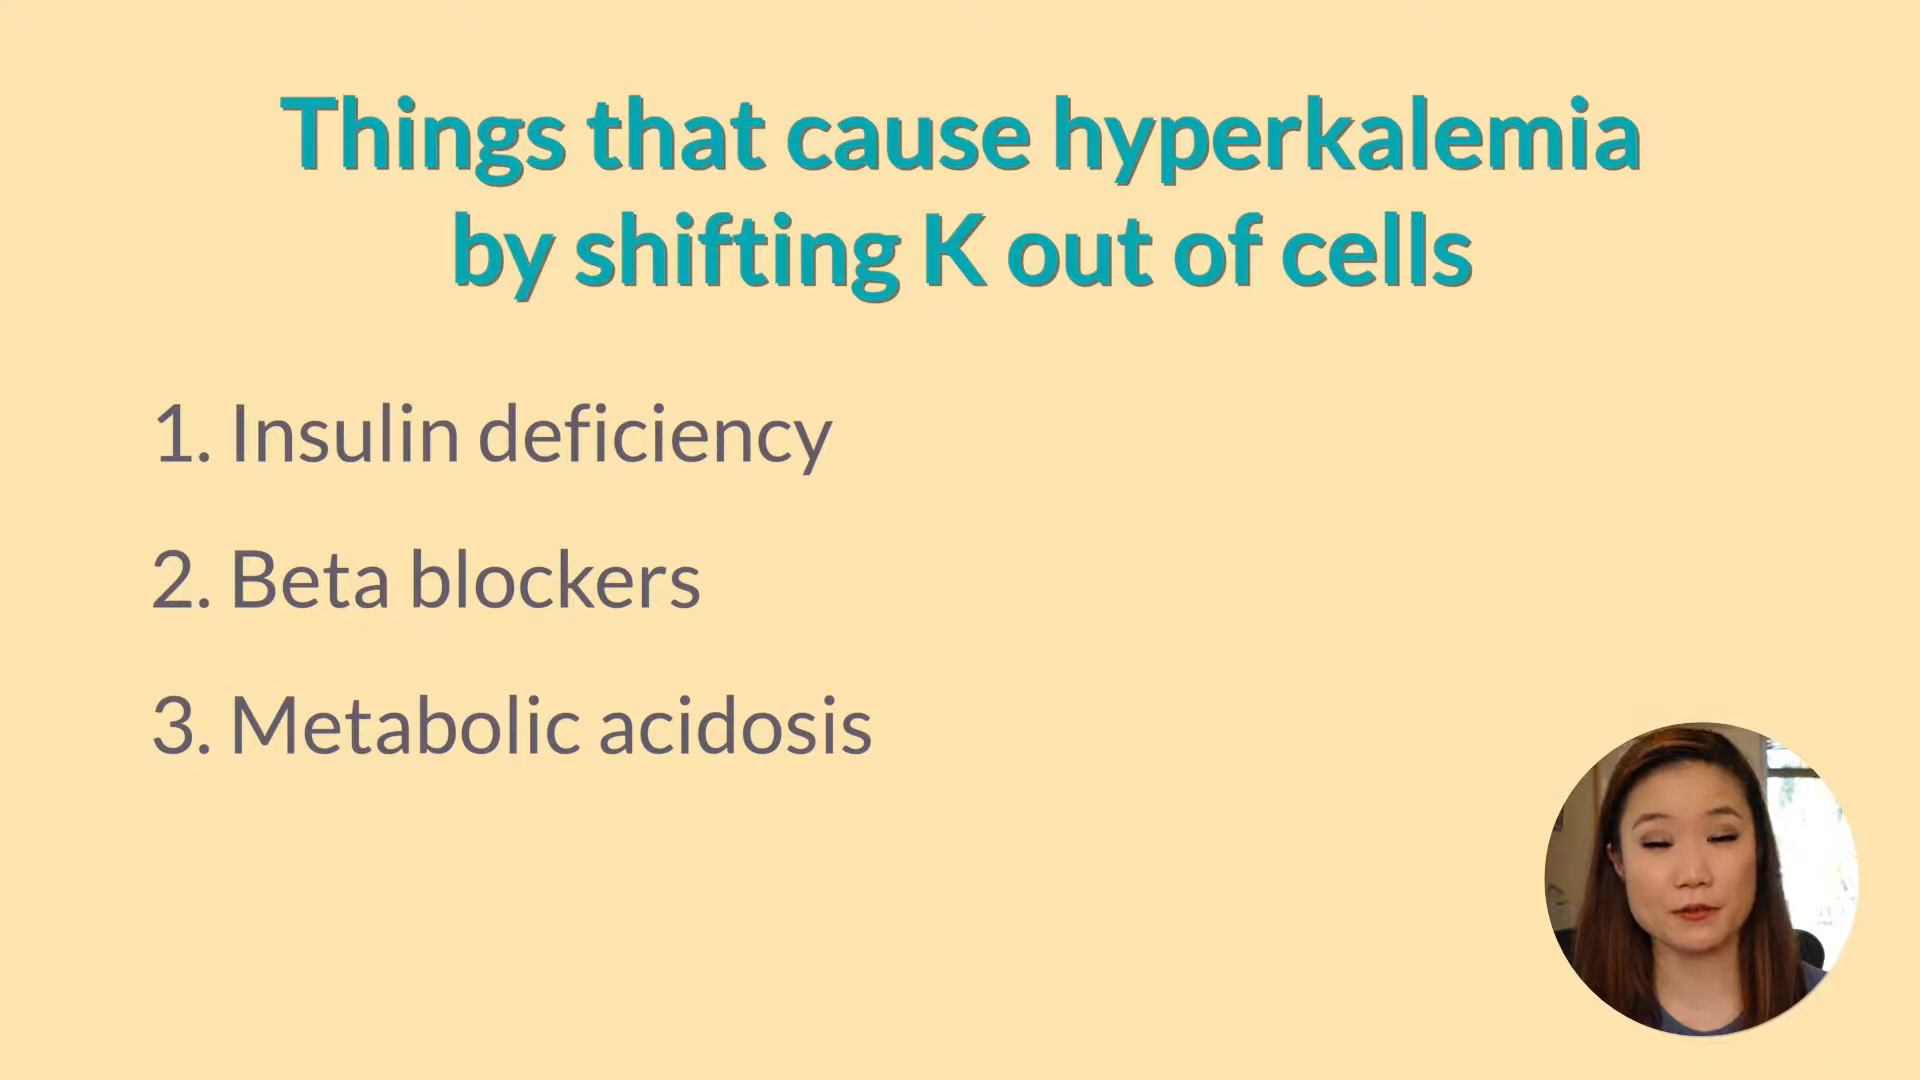 Things that cause hyperkalemia
by shifting K out of cells
1. Insulin deficiency
2. Beta blockers
3. Metabolic acidosis